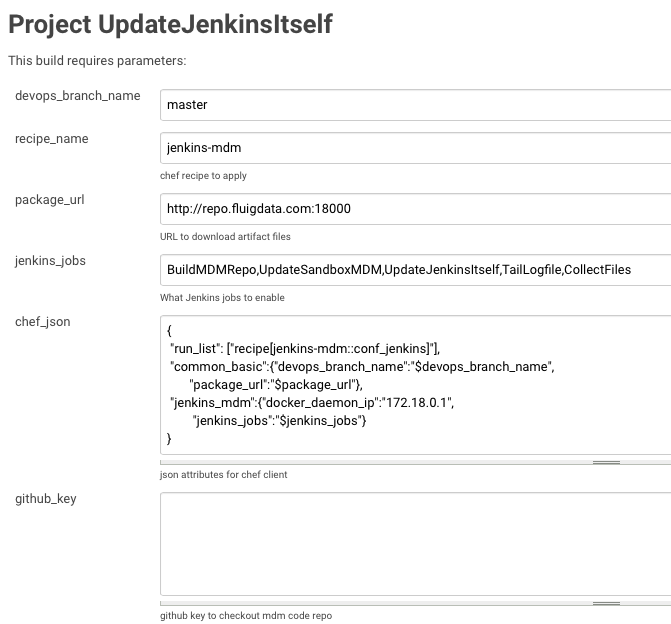 Project UpdateJenkinsItself
This build requires parameters:
devops_branch_name
master
recipe_name
jenkins-mdm
chef recipe to apply
package_url
http://repo.fluigdata.com:18000
URL to download artifact files
jenkins_jobs
BuildMDMRepo,UpdateSandboxMDM,UpdateJenkinsItself,TailLogfile,CollectFiles
What Jenkins jobs to enable
chef_json
{
"run_list": ["recipe[jenkins-mdm::conf_jenkins]"],
"common_basic":{"devops_branch_name":"$devops_branch_name",
"package_url":"$package_url"},
"jenkins_mdm":{"docker_daemon_ip":"172.18.0.1",
"jenkins_jobs":"$jenkins_jobs"}
}
json attributes for chef client
github_key
github key to checkout mdm code repo